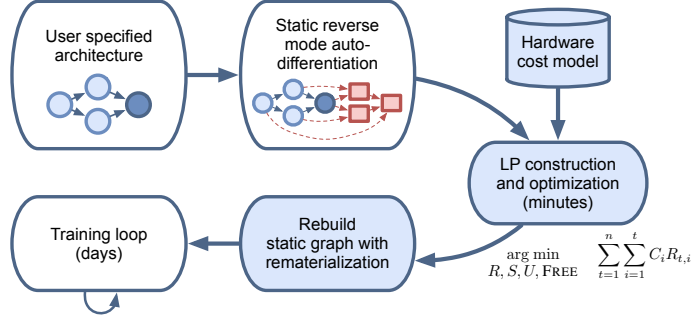 User specified
architecture
Static reverse
mode auto-
differentiation
Hardware
cost model
LP construction
and optimization
(minutes)
Rebuild
static graph with
rematerialization
Training loop
(days)
arg min
R, S, U, FREE
n
∑
t=1
t
∑
i=1
C_i R_{t,i}